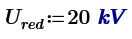 U_red := 20 kV